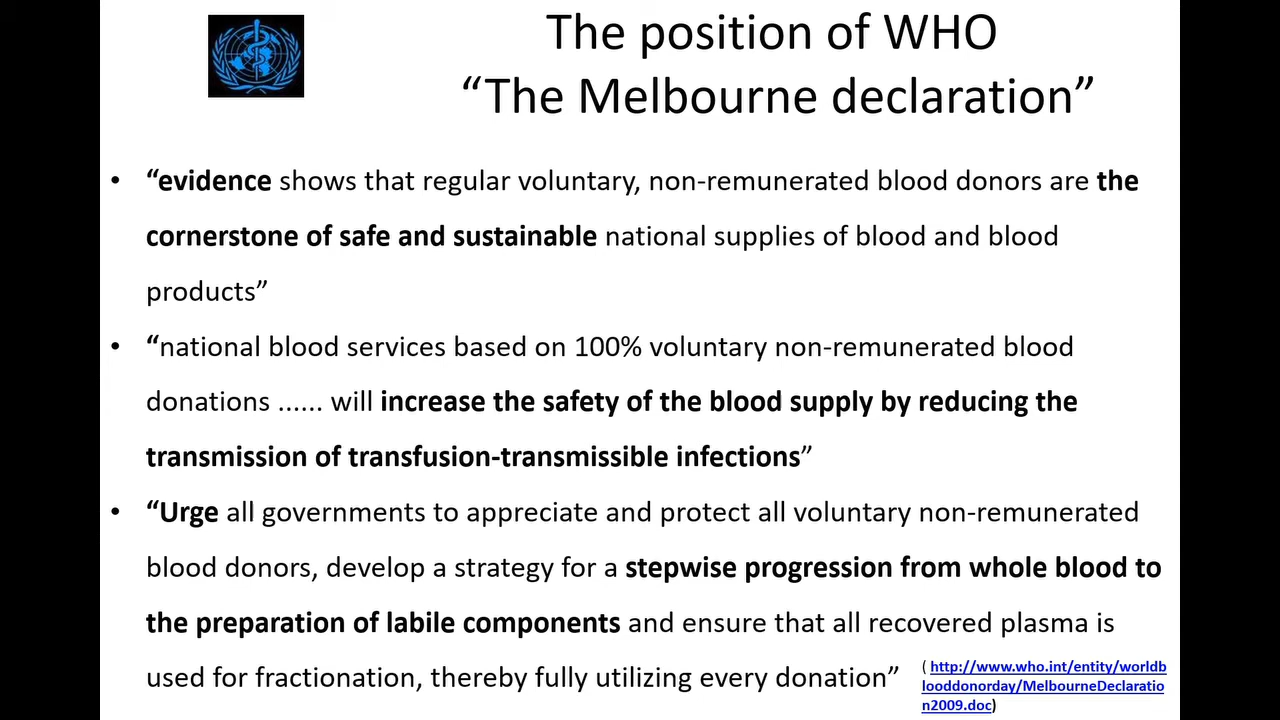 The position of WHO
“The Melbourne declaration”
• “evidence shows that regular voluntary, non-remunerated blood donors are the
cornerstone of safe and sustainable national supplies of blood and blood
products”
• “national blood services based on 100% voluntary non-remunerated blood
donations ...... will increase the safety of the blood supply by reducing the
transmission of transfusion-transmissible infections”
• “Urge all governments to appreciate and protect all voluntary non-remunerated
blood donors, develop a strategy for a stepwise progression from whole blood to
the preparation of labile components and ensure that all recovered plasma is
used for fractionation, thereby fully utilizing every donation”
( http://www.who.int/entity/worldb
looddonorday/MelbourneDeclaratio
n2009.doc)